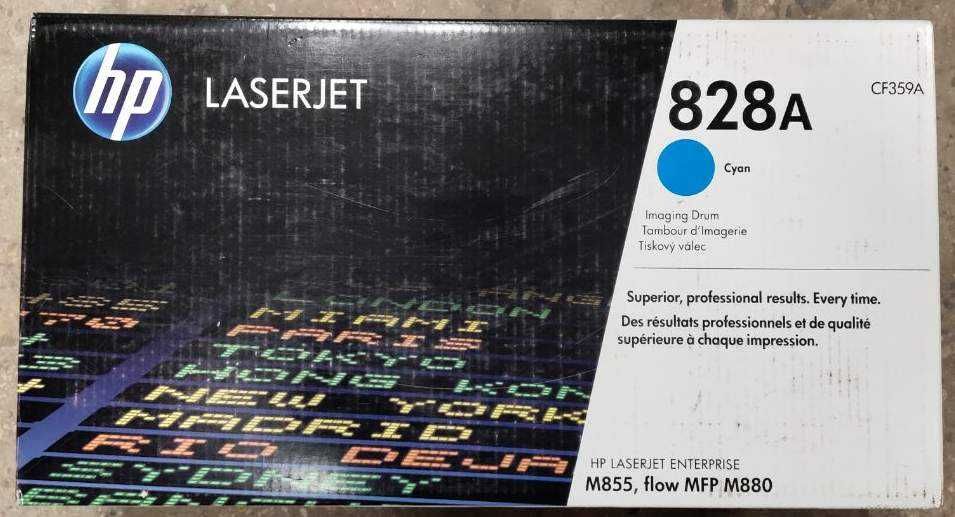 hp
LASERJET
828A
CF359A
Cyan
Imaging Drum
Tambour d'Imagerie
Tiskový válec
Superior, professional results. Every time.
Des résultats professionnels et de qualité
supérieure à chaque impression.
HP LASERJET ENTERPRISE
M855, flow MFP M880
LONDON
MIAMI
PARIS
TOKYO
HONG KON
NEW YORK
MADRID
RIO DEJA
SYDNEY